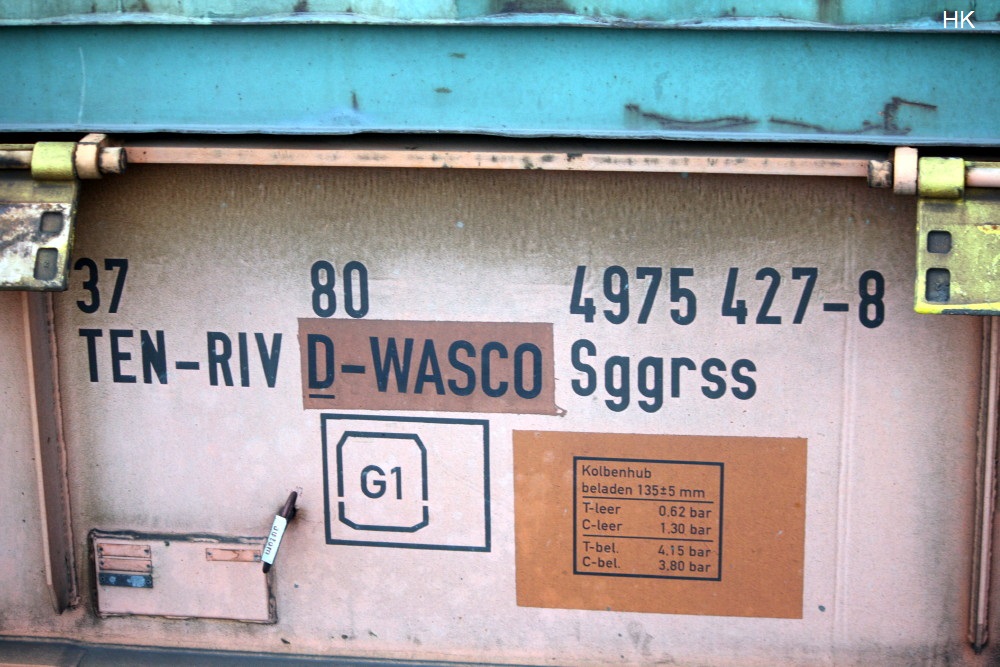 HK
37 80 4975 427-8
TEN-RIV D-WASCO Sggrss
G1
Kolbenhub
beladen 135±5 mm
T-leer 0,62 bar
C-leer 1.30 bar
T-bel. 4,15 bar
C-bel. 3,80 bar